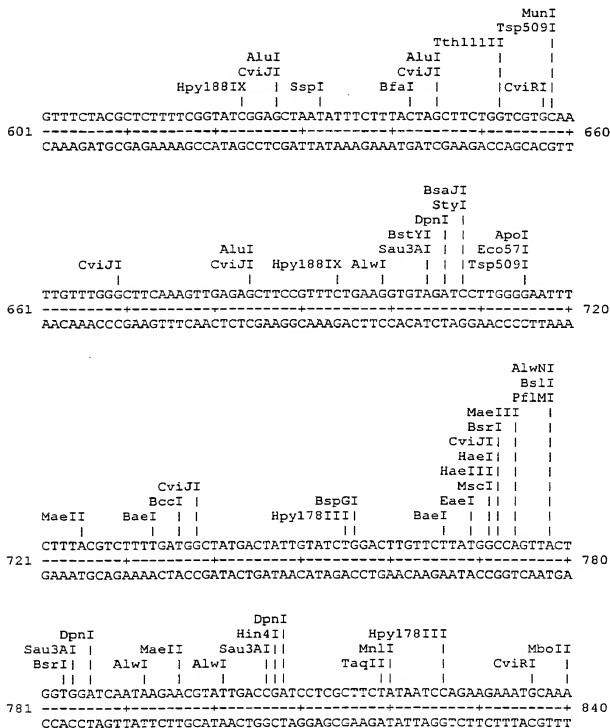 MunI
Tsp509I
Tth111II
AluI AluI
CviJI CviJI
Hpy188IX SspI BfaI CviRI
GTTTCTACGCTCTTTTCGGTATCGGAGCTAATATTTCTTTACTAGCTTCTGGTCGTGCAA
601 ---------+---------+---------+---------+---------+---------+ 660
CAAAGATGCGAGAAAAGCCATAGCCTCGATTATAAAGAAATGATCGAAGACCAGCACGTT
BsaJI
StyI
DpnI
BstYI ApoI
AluI Sau3AI Eco57I
CviJI CviJI Hpy188IX AlwI Tsp509I
TTGTTTGGGCTTCAAAGTTGAGAGCTTCCGTTTCTGAAGGTGTAGATCCTTGGGGAATTT
661 ---------+---------+---------+---------+---------+---------+ 720
AACAAACCCGAAGTTTCAACTCTCGAAGGCAAAGACTTCCACATCTAGGAACCCCTTAAA
AlwNI
BslI
PflMI
MaeIII
BsrI
CviJI
HaeI
HaeIII
CviJI MscI
BccI BspGI EaeI
MaeII BaeI Hpy178III BaeI
CTTTACGTCTTTTGATGGCTATGACTATTGTATCTGGACTTGTTCTTATGGCCAGTTACT
721 ---------+---------+---------+---------+---------+---------+ 780
GAAATGCAGAAAACTACCGATACTGATAACATAGACCTGAACAAGAATACCGGTCAATGA
DpnI
DpnI Hin4I Hpy178III
Sau3AI MaeII Sau3AI MnlI MboII
BsrI AlwI AlwI TaqII CviRI
GGTGGATCAATAAGAACGTATTGACCGATCCTCGCTTCTATAATCCAGAAGAAATGCAAA
781 ---------+---------+---------+---------+---------+---------+ 840
CCACCTAGTTATTCTTGCATAACTGGCTAGGAGCGAAGATATTAGGTCTTCTTTACGTTT